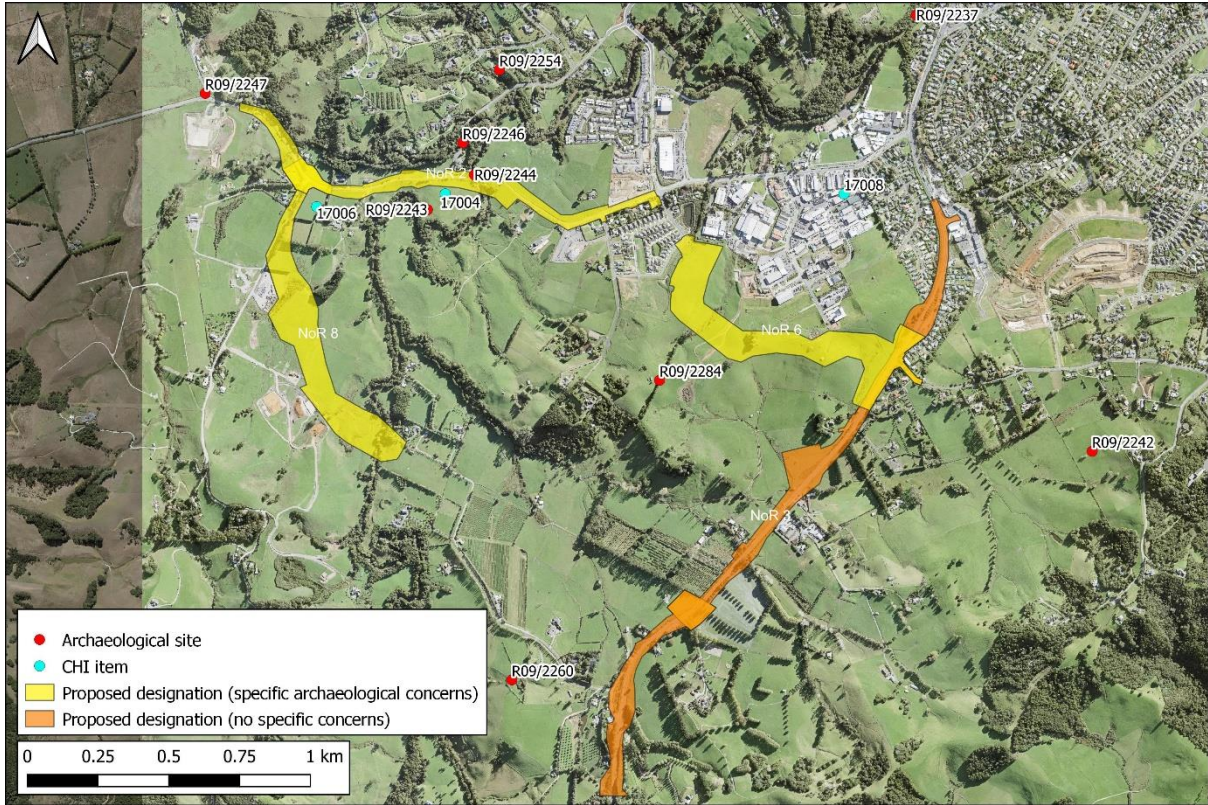 R09/2237
R09/2254
R09/2247
R09/2246
NoR 2
R09/2244
17008
17004
17006
R09/2243
NoR 8
NoR 6
R09/2284
R09/2242
NoR 3
R09/2260
Archaeological site
CHI item
Proposed designation (specific archaeological concerns)
Proposed designation (no specific concerns)
0 0.25 0.5 0.75 1 km